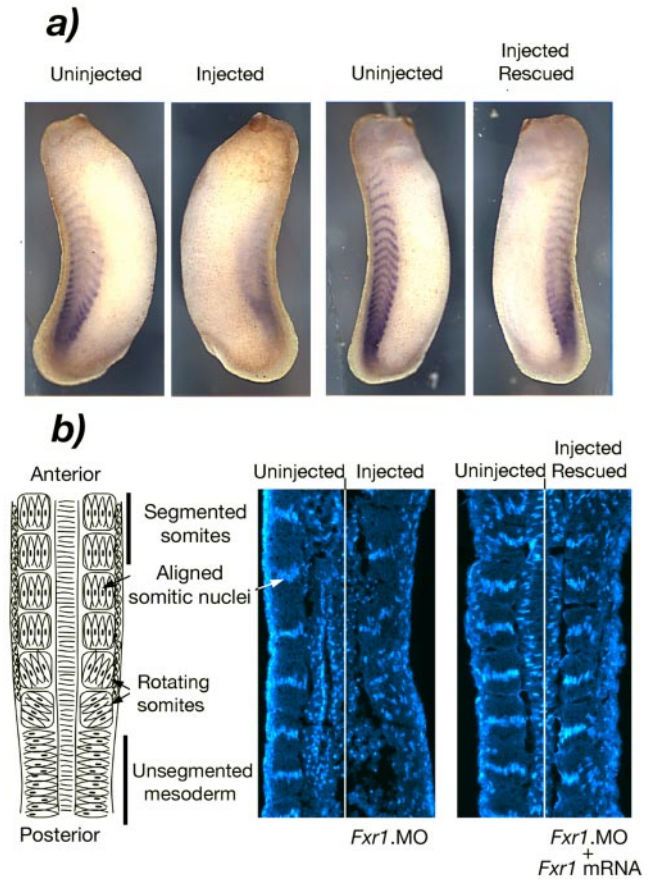 a)
Uninjected
Injected
Uninjected
Injected
Rescued
b)
Anterior
Segmented
somites
Aligned
somitic nuclei
Rotating
somites
Unsegmented
mesoderm
Posterior
Uninjected
Injected
Fxr1.MO
Uninjected
Injected
Rescued
Fxr1.MO
+
Fxr1 mRNA